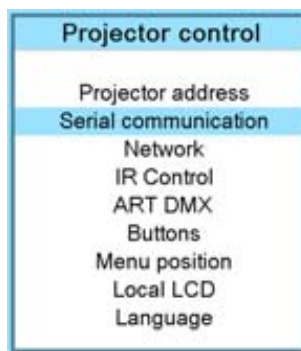 Projector control
Projector address
Serial communication
Network
IR Control
ART DMX
Buttons
Menu position
Local LCD
Language